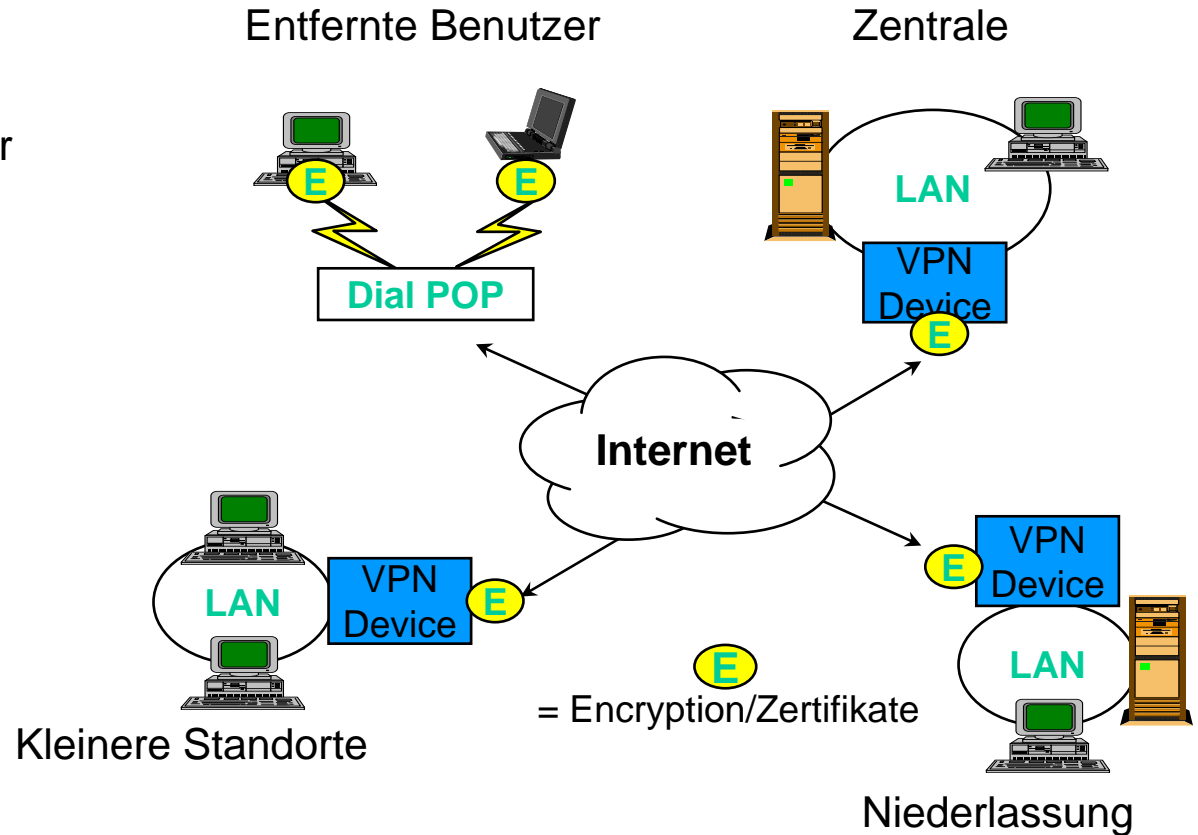 Entfernte Benutzer
Zentrale
r
E
E
Dial POP
LAN
VPN
Device
E
Internet
LAN
VPN
Device
E
E
= Encryption/Zertifikate
Kleinere Standorte
E
VPN
Device
LAN
Niederlassung